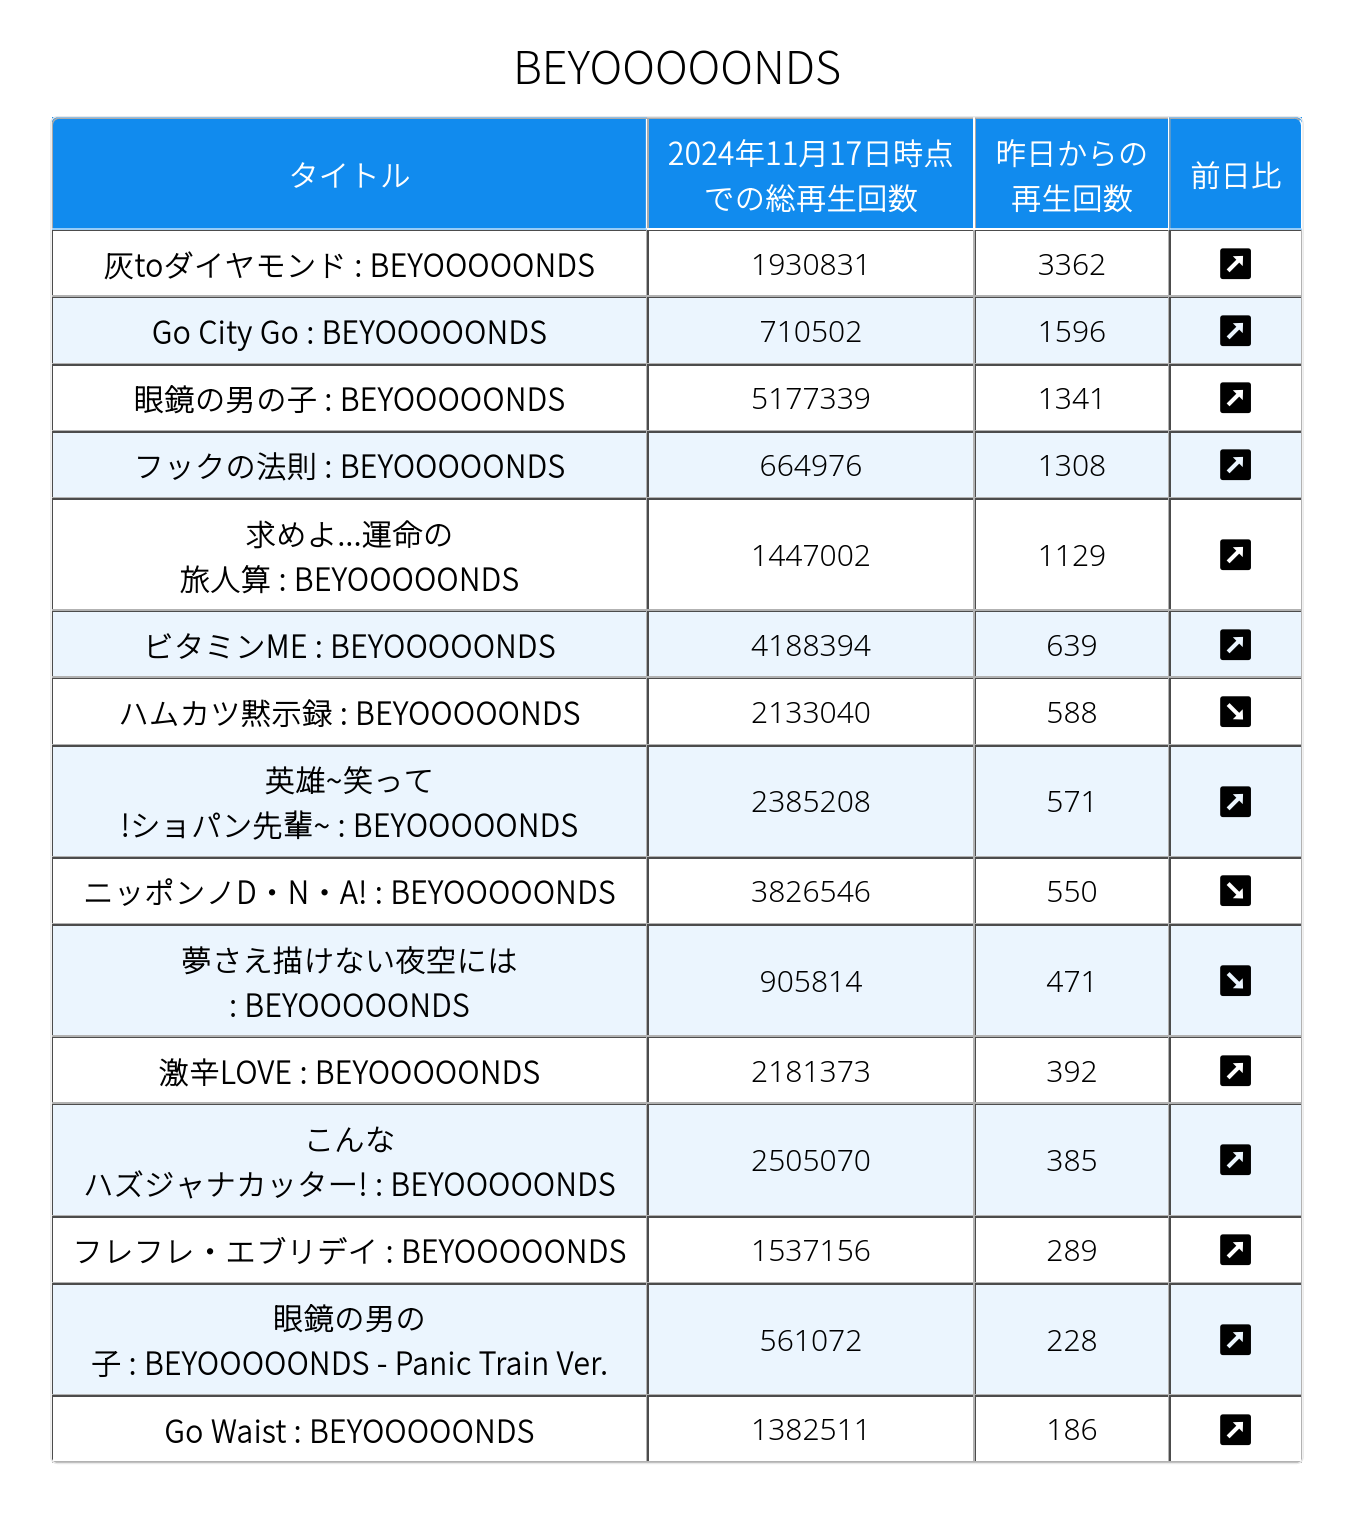 BEYOOOOONDS
タイトル
2024年11月17日時点
での総再生回数
昨日からの
再生回数
前日比
灰toダイヤモンド : BEYOOOOONDS 1930831 3362
Go City Go : BEYOOOOONDS 710502 1596
眼鏡の男の子 : BEYOOOOONDS 5177339 1341
フックの法則 : BEYOOOOONDS 664976 1308
求めよ...運命の
旅人算 : BEYOOOOONDS 1447002 1129
ビタミンME : BEYOOOOONDS 4188394 639
ハムカツ黙示録 : BEYOOOOONDS 2133040 588
英雄~笑って
!ショパン先輩~ : BEYOOOOONDS 2385208 571
ニッポンノD・N・A! : BEYOOOOONDS 3826546 550
夢さえ描けない夜空には
: BEYOOOOONDS 905814 471
激辛LOVE : BEYOOOOONDS 2181373 392
こんな
ハズジャナカッター! : BEYOOOOONDS 2505070 385
フレフレ・エブリデイ : BEYOOOOONDS 1537156 289
眼鏡の男の
子 : BEYOOOOONDS - Panic Train Ver. 561072 228
Go Waist : BEYOOOOONDS 1382511 186